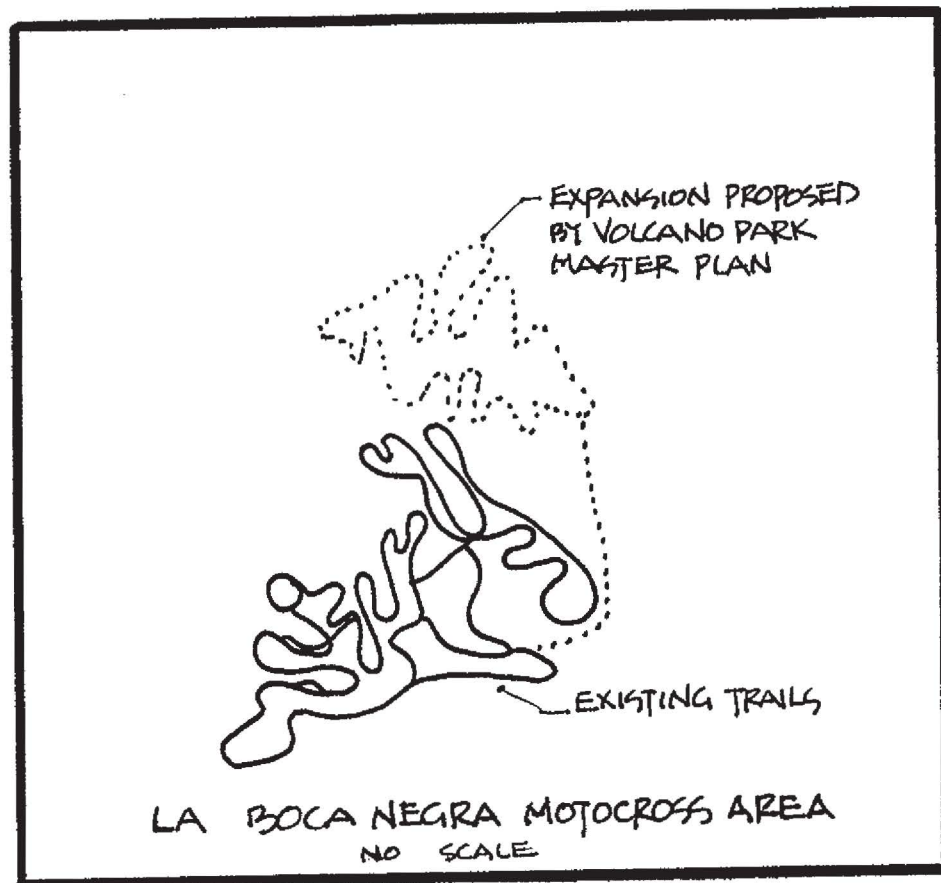 EXPANSION PROPOSED
BY VOLCANO PARK
MASTER PLAN
EXISTING TRAILS
LA BOCA NEGRA MOTOCROSS AREA
NO SCALE